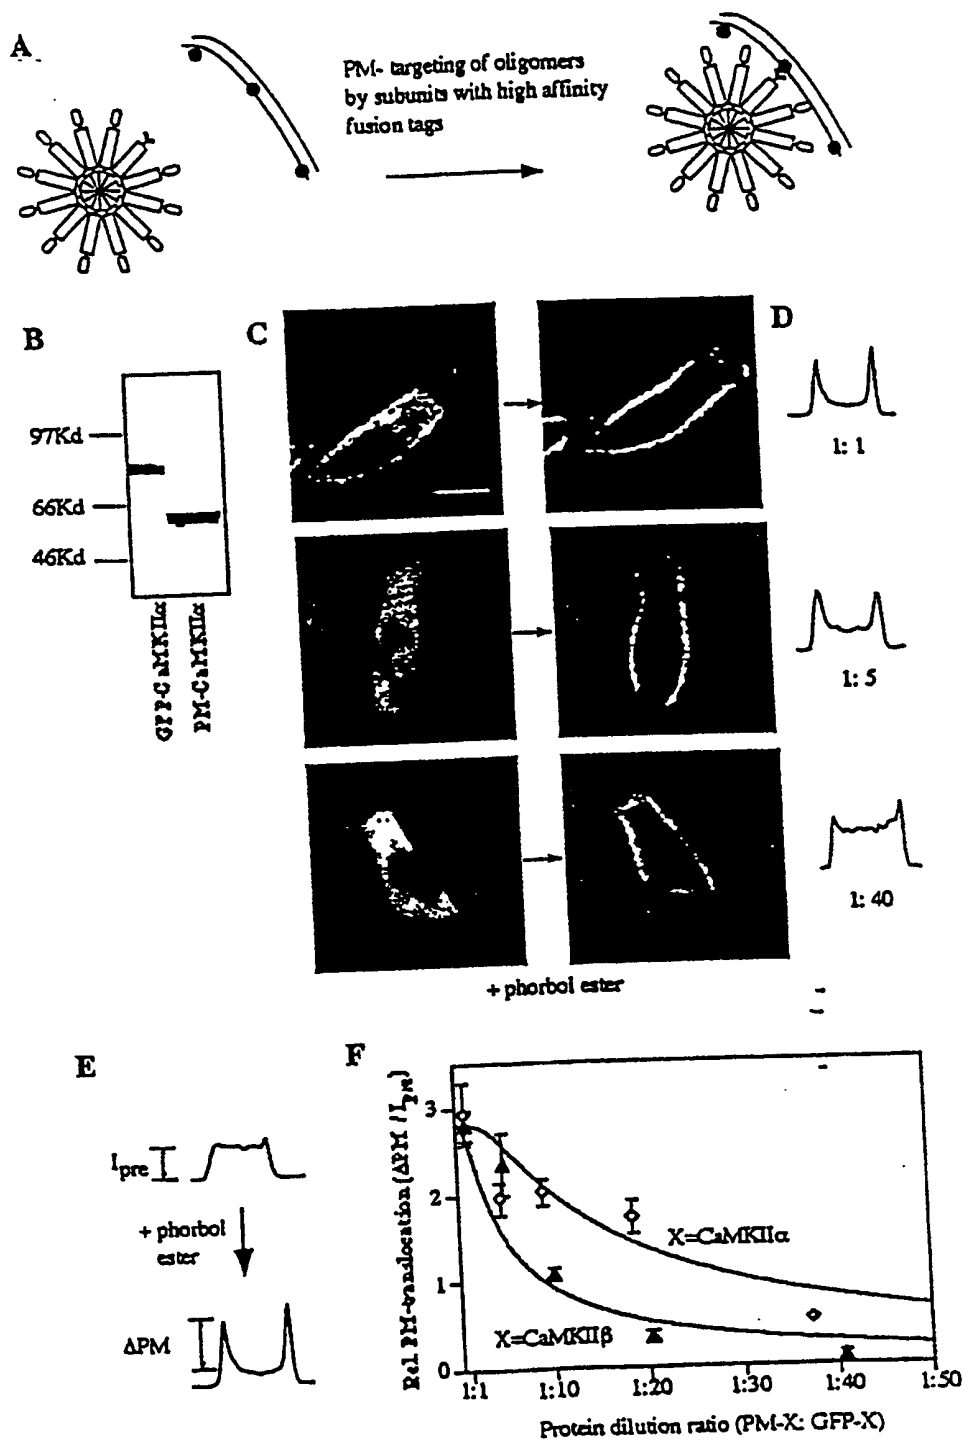 A
PM- targeting of oligomers
by subunits with high affinity
fusion tags
B
97Kd
66Kd
46Kd
GFP-CaMKIIα
PM-CaMKIIα
C
+ phorbol ester
D
1: 1
1: 5
1: 40
E
Ipre
+ phorbol
ester
ΔPM
F
Rel. PM-translocation (ΔPM / Ipre)
3
2
1
0
X=CaMKIIα
X=CaMKIIβ
1:1 1:10 1:20 1:30 1:40 1:50
Protein dilution ratio (PM-X: GFP-X)